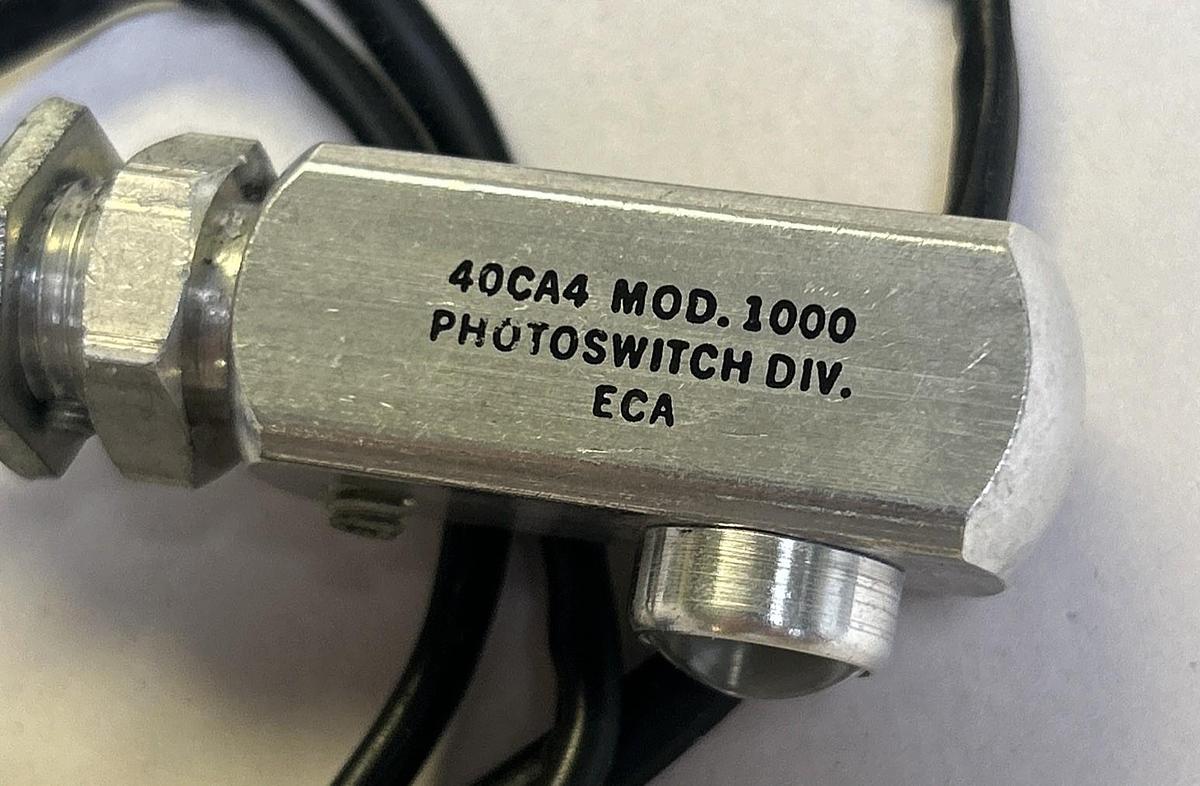 40CA4 MOD. 1000
PHOTOSWITCH DIV.
ECA